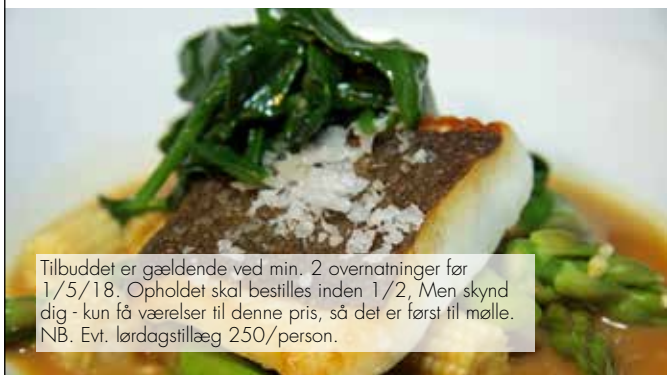 Tilbuddet er gældende ved min. 2 overnatninger før
1/5/18. Opholdet skal bestilles inden 1/2, Men skynd
dig - kun få værelser til denne pris, så det er først til mølle.
NB. Evt. lørdagstillæg 250/person.